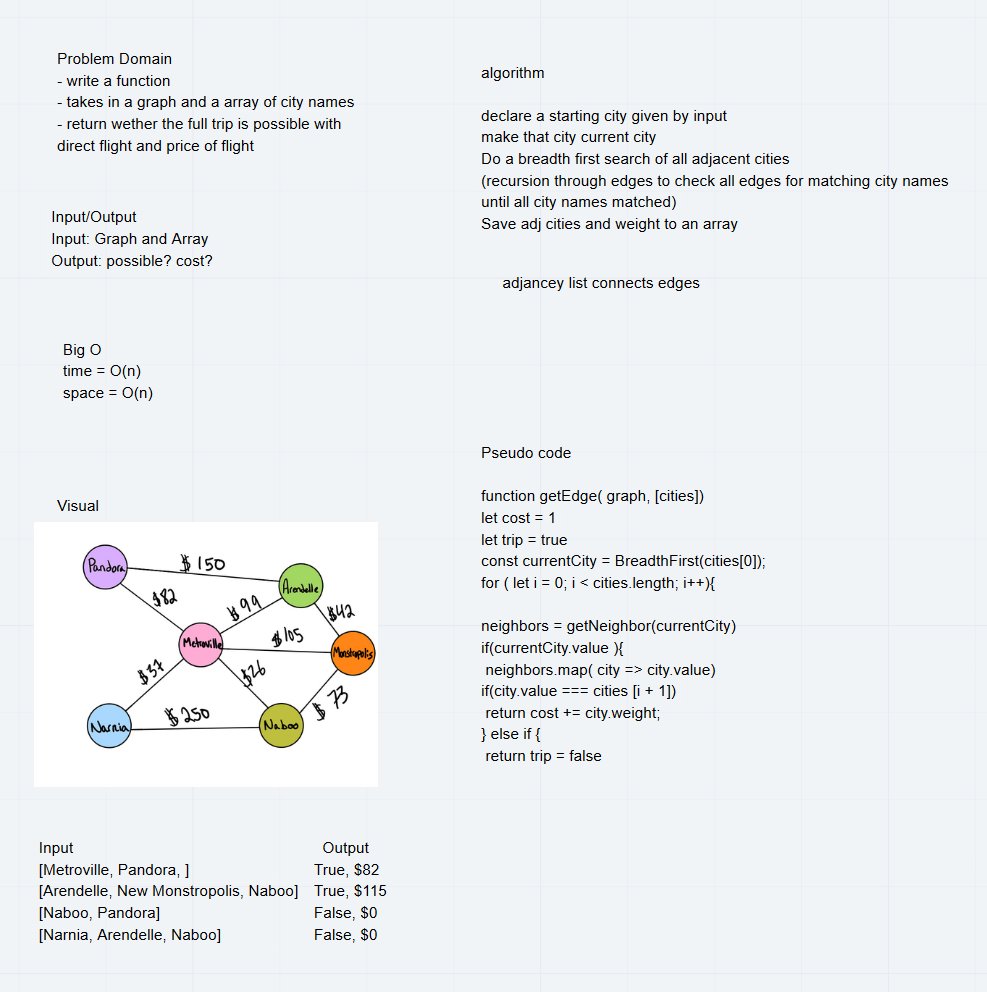 Problem Domain
- write a function
- takes in a graph and a array of city names
- return wether the full trip is possible with
direct flight and price of flight
Input/Output
Input: Graph and Array
Output: possible? cost?
Big O
time = O(n)
space = O(n)
Visual
Pandora
$ 150
Arendelle
$82
$99
$42
Metroville
$105
Monstropolis
$37
$26
$ 73
Narnia
$ 250
Naboo
Input Output
[Metroville, Pandora, ] True, $82
[Arendelle, New Monstropolis, Naboo] True, $115
[Naboo, Pandora] False, $0
[Narnia, Arendelle, Naboo] False, $0
algorithm
declare a starting city given by input
make that city current city
Do a breadth first search of all adjacent cities
(recursion through edges to check all edges for matching city names
until all city names matched)
Save adj cities and weight to an array
adjancey list connects edges
Pseudo code
function getEdge( graph, [cities])
let cost = 1
let trip = true
const currentCity = BreadthFirst(cities[0]);
for ( let i = 0; i < cities.length; i++){
neighbors = getNeighbor(currentCity)
if(currentCity.value ){
neighbors.map( city => city.value)
if(city.value === cities [i + 1])
return cost += city.weight;
} else if {
return trip = false